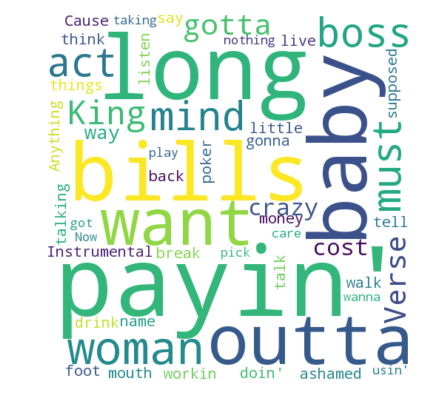 Cause taking say
think
things
act
long
listen
gotta
nothing live
boss
supposed
Anything
King
mind
way
little
gonna
baby
must
bills
play
back
poker
crazy
money
want
talking
got
Now
care
cost
tell
Instrumental
break
pick
talk
walk
wanna
Verse
payin'
drink name
woman
outta
foot mouth workin doin' ashamed usin'